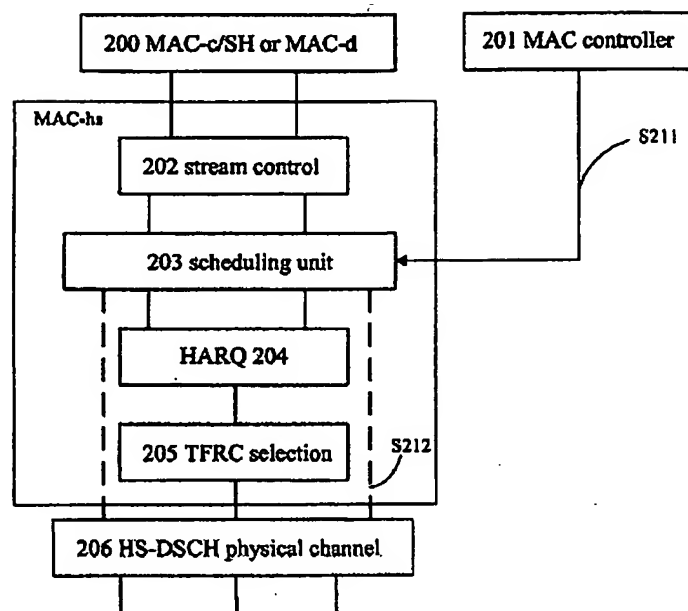 200 MAC-c/SH or MAC-d
201 MAC controller
MAC-hs
S211
202 stream control
203 scheduling unit
HARQ 204
205 TFRC selection
S212
206 HS-DSCH physical channel